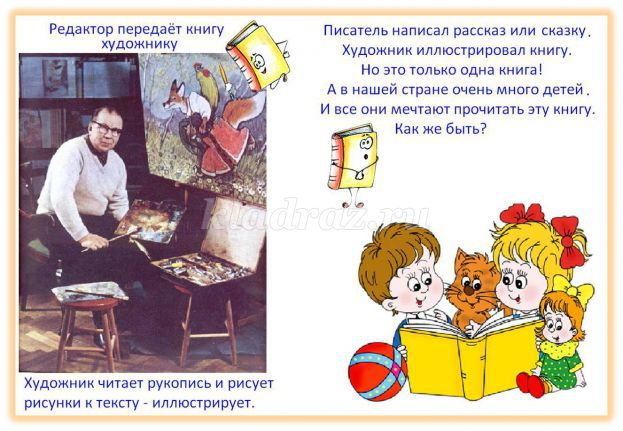 Редактор передаёт книгу
художнику
Художник читает рукопись и рисует
рисунки к тексту - иллюстрирует.
Писатель написал рассказ или сказку.
Художник иллюстрировал книгу.
Но это только одна книга!
А в нашей стране очень много детей.
И все они мечтают прочитать эту книгу.
Как же быть?
kladraz.ru